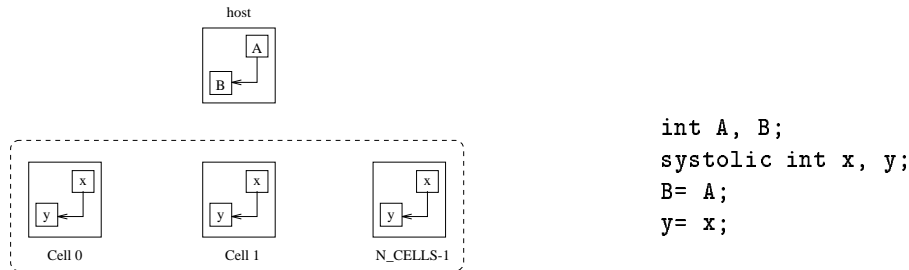 host
A
B
x
y
x
y
x
y
Cell 0
Cell 1
N_CELLS-1
int A, B;
systolic int x, y;
B= A;
y= x;